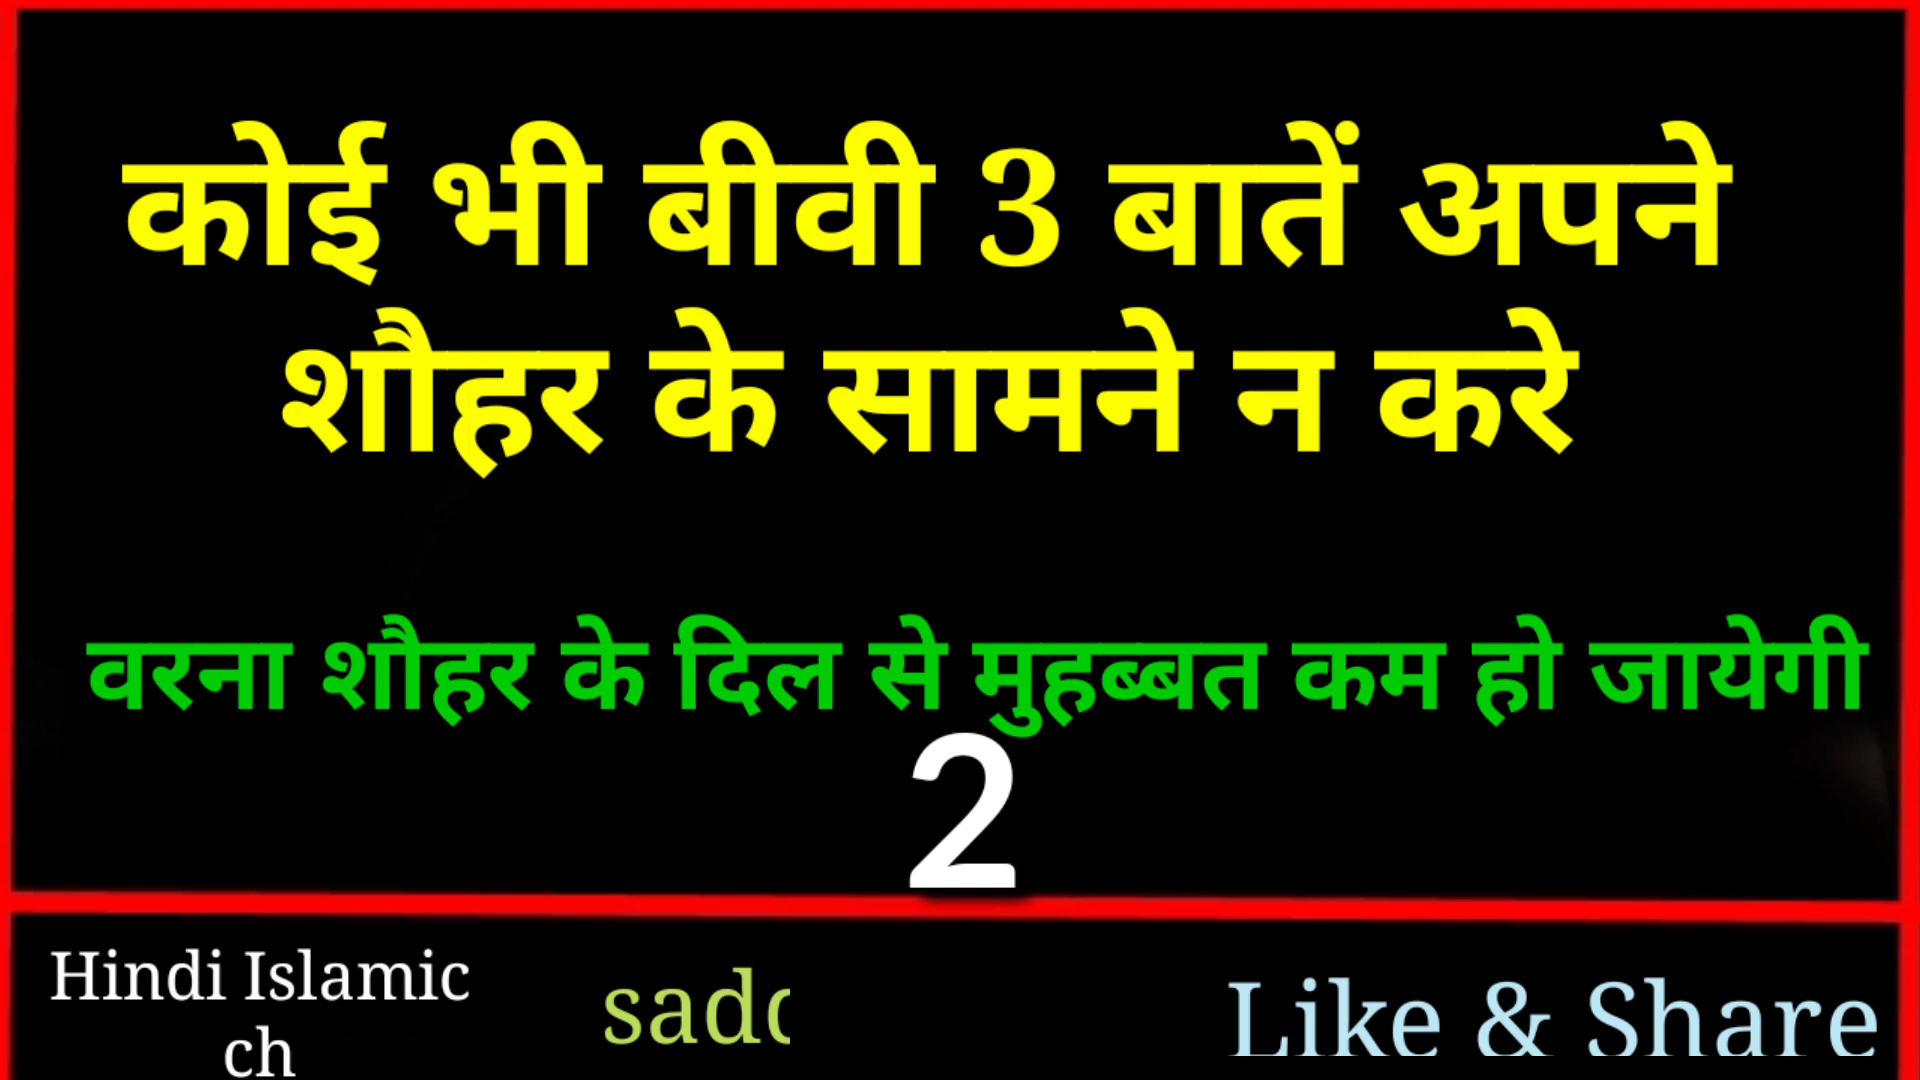 कोई भी बीवी 3 बातें अपने
शौहर के सामने न करे
वरना शौहर के दिल से मुहब्बत कम हो जायेगी
2
Hindi Islamic
ch
Like & Share